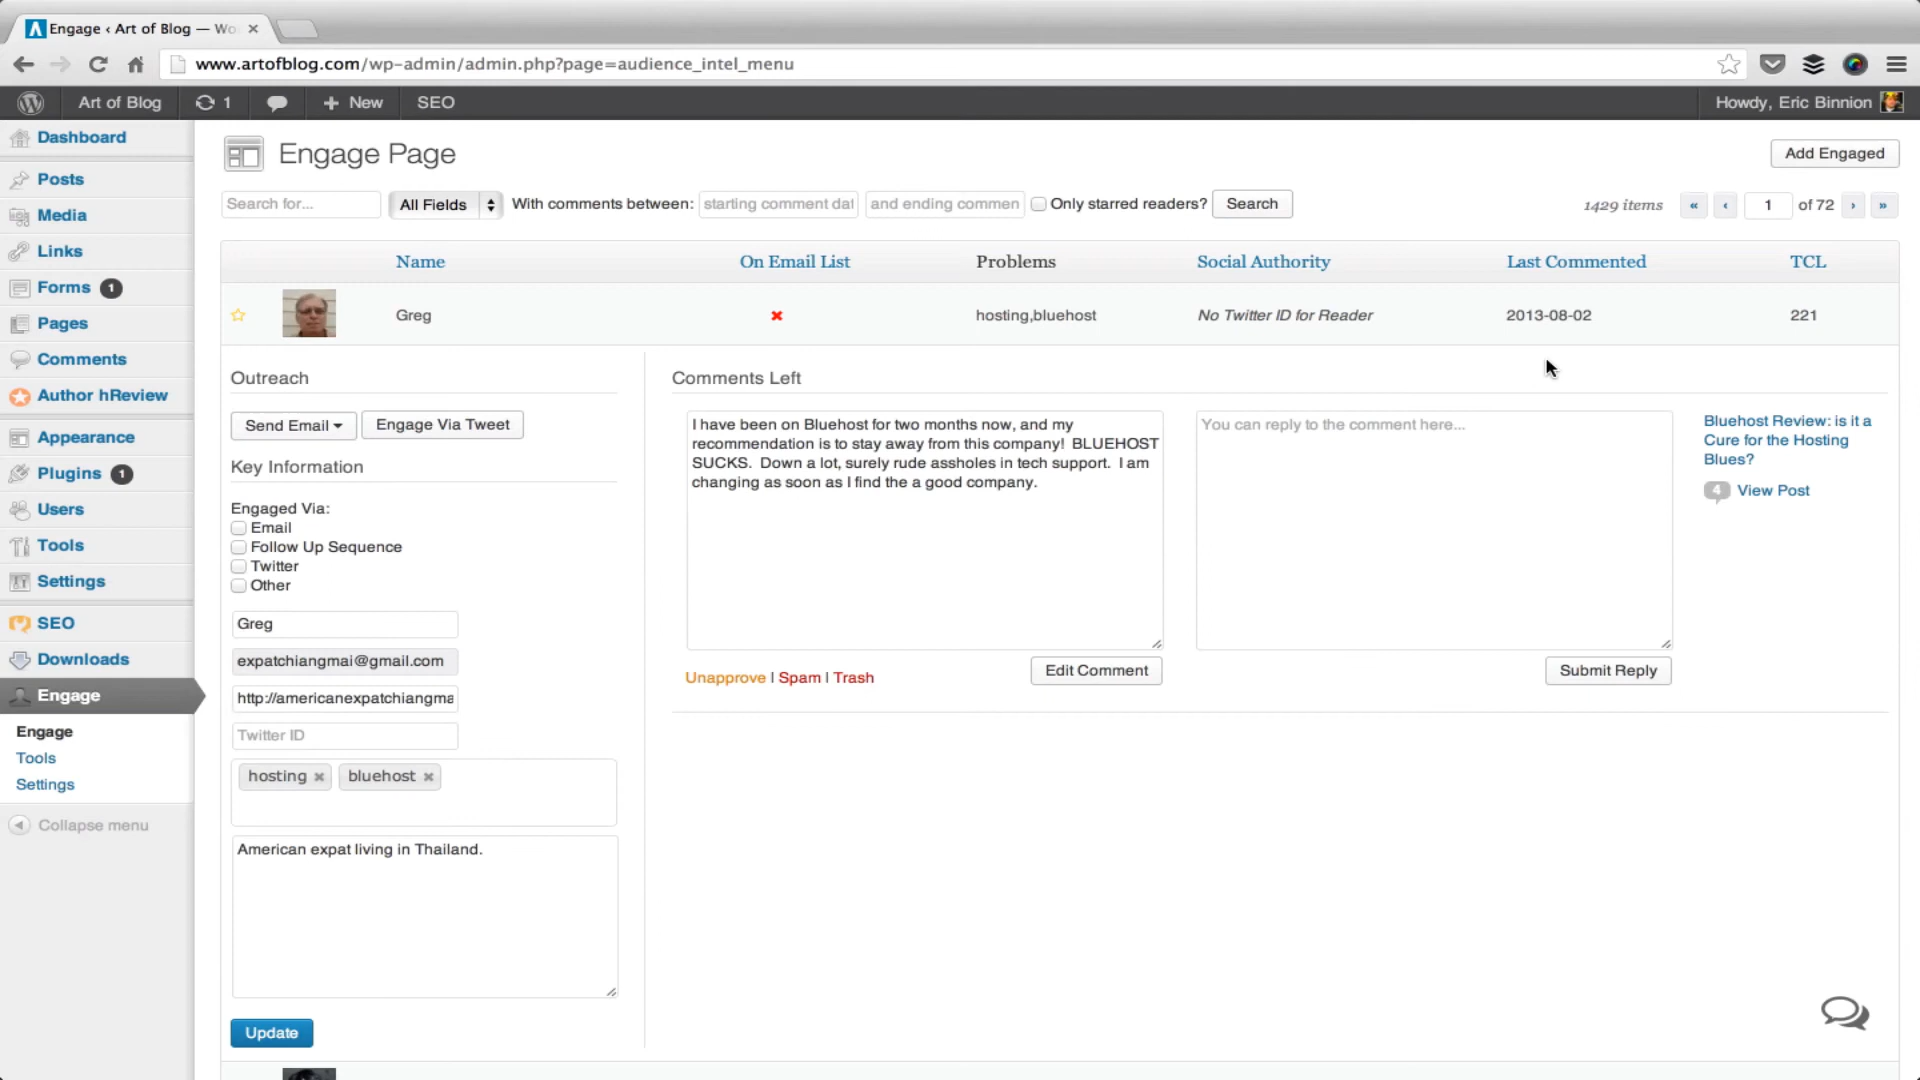 Engage ‹ Art of Blog — Wo
www.artofblog.com/wp-admin/admin.php?page=audience_intel_menu
Art of Blog 1 New SEO Howdy, Eric Binnion
Dashboard
Posts
Media
Links
Forms 1
Pages
Comments
Author hReview
Appearance
Plugins 1
Users
Tools
Settings
SEO
Downloads
Engage
Engage
Tools
Settings
Collapse menu
Engage Page
Add Engaged
Search for... All Fields With comments between: starting comment dat and ending commen Only starred readers? Search
1429 items « ‹ 1 of 72 › »
Name On Email List Problems Social Authority Last Commented TCL
Greg hosting,bluehost No Twitter ID for Reader 2013-08-02 221
Outreach
Send Email Engage Via Tweet
Key Information
Engaged Via:
Email
Follow Up Sequence
Twitter
Other
Greg
expatchiangmai@gmail.com
http://americanexpatchiangma
Twitter ID
hosting × bluehost ×
American expat living in Thailand.
Update
Comments Left
I have been on Bluehost for two months now, and my
recommendation is to stay away from this company! BLUEHOST
SUCKS. Down a lot, surely rude assholes in tech support. I am
changing as soon as I find the a good company.
Unapprove | Spam | Trash
Edit Comment
You can reply to the comment here...
Submit Reply
Bluehost Review: is it a
Cure for the Hosting
Blues?
4 View Post